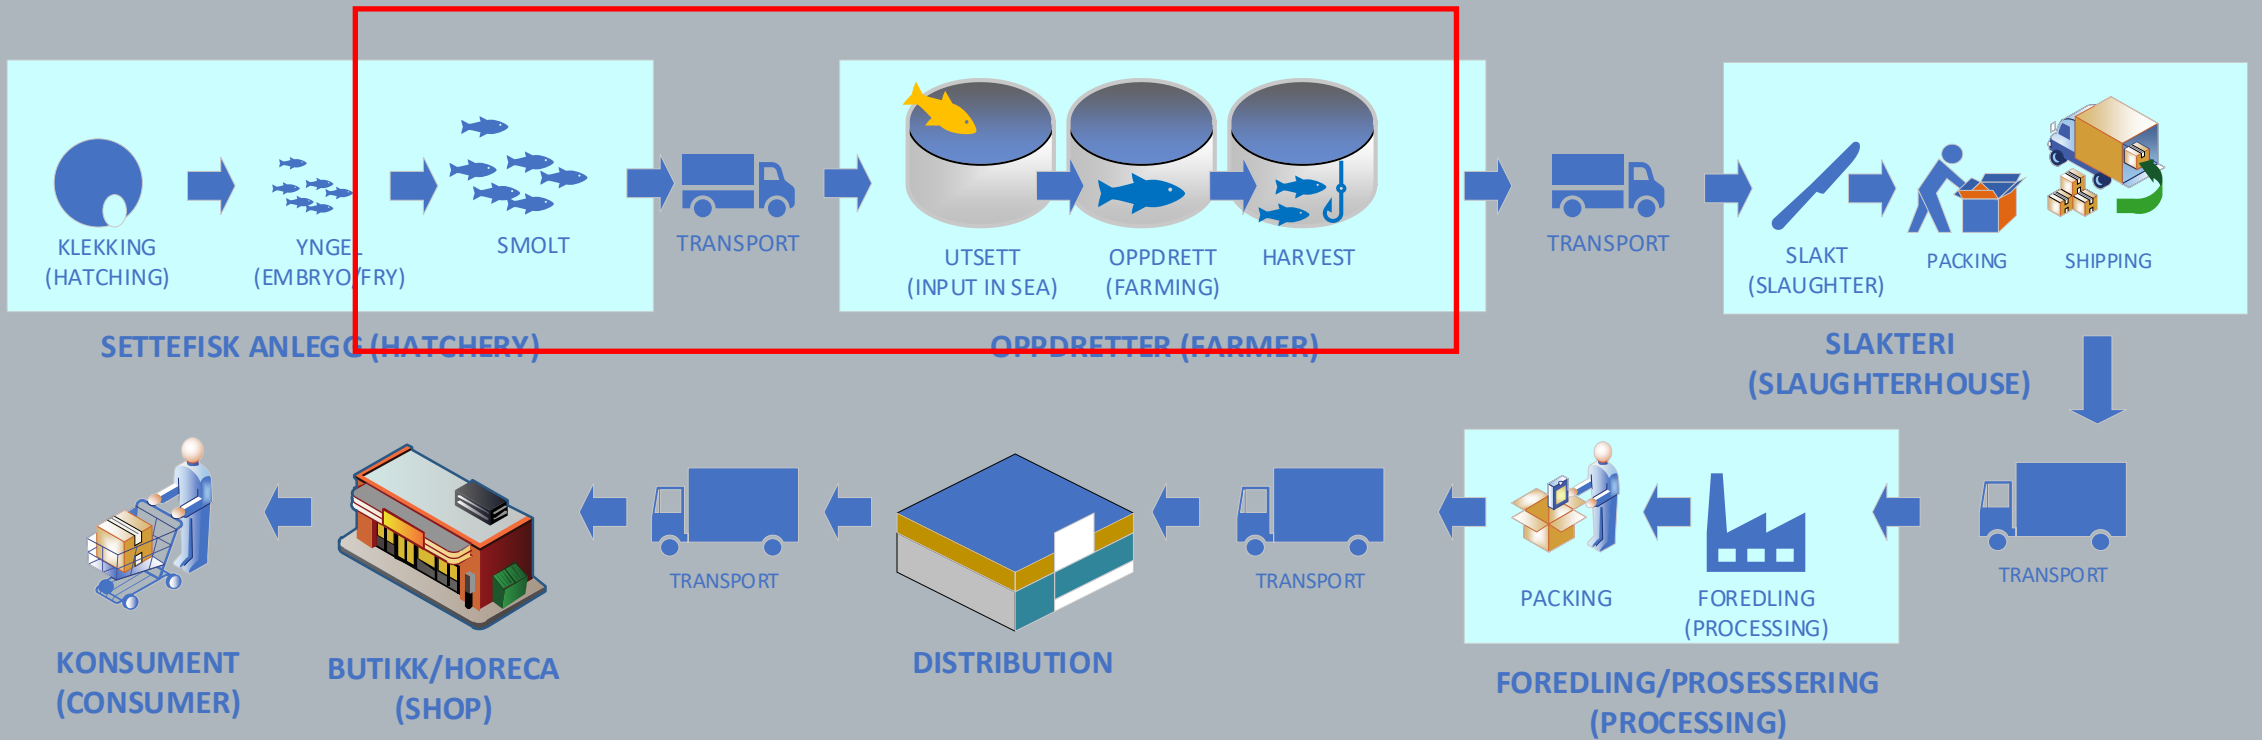 KLEKKING
(HATCHING)
YNGEL
(EMBRYO/FRY)
SMOLT
SETTEFISK ANLEGG (HATCHERY)
TRANSPORT
UTSETT
(INPUT IN SEA)
OPPDRETT
(FARMING)
HARVEST
OPPDRETTER (FARMER)
TRANSPORT
SLAKT
(SLAUGHTER)
PACKING
SHIPPING
SLAKTERI
(SLAUGHTERHOUSE)
TRANSPORT
FOREDLING
(PROCESSING)
PACKING
FOREDLING/PROSESSERING
(PROCESSING)
TRANSPORT
DISTRIBUTION
TRANSPORT
BUTIKK/HORECA
(SHOP)
KONSUMENT
(CONSUMER)